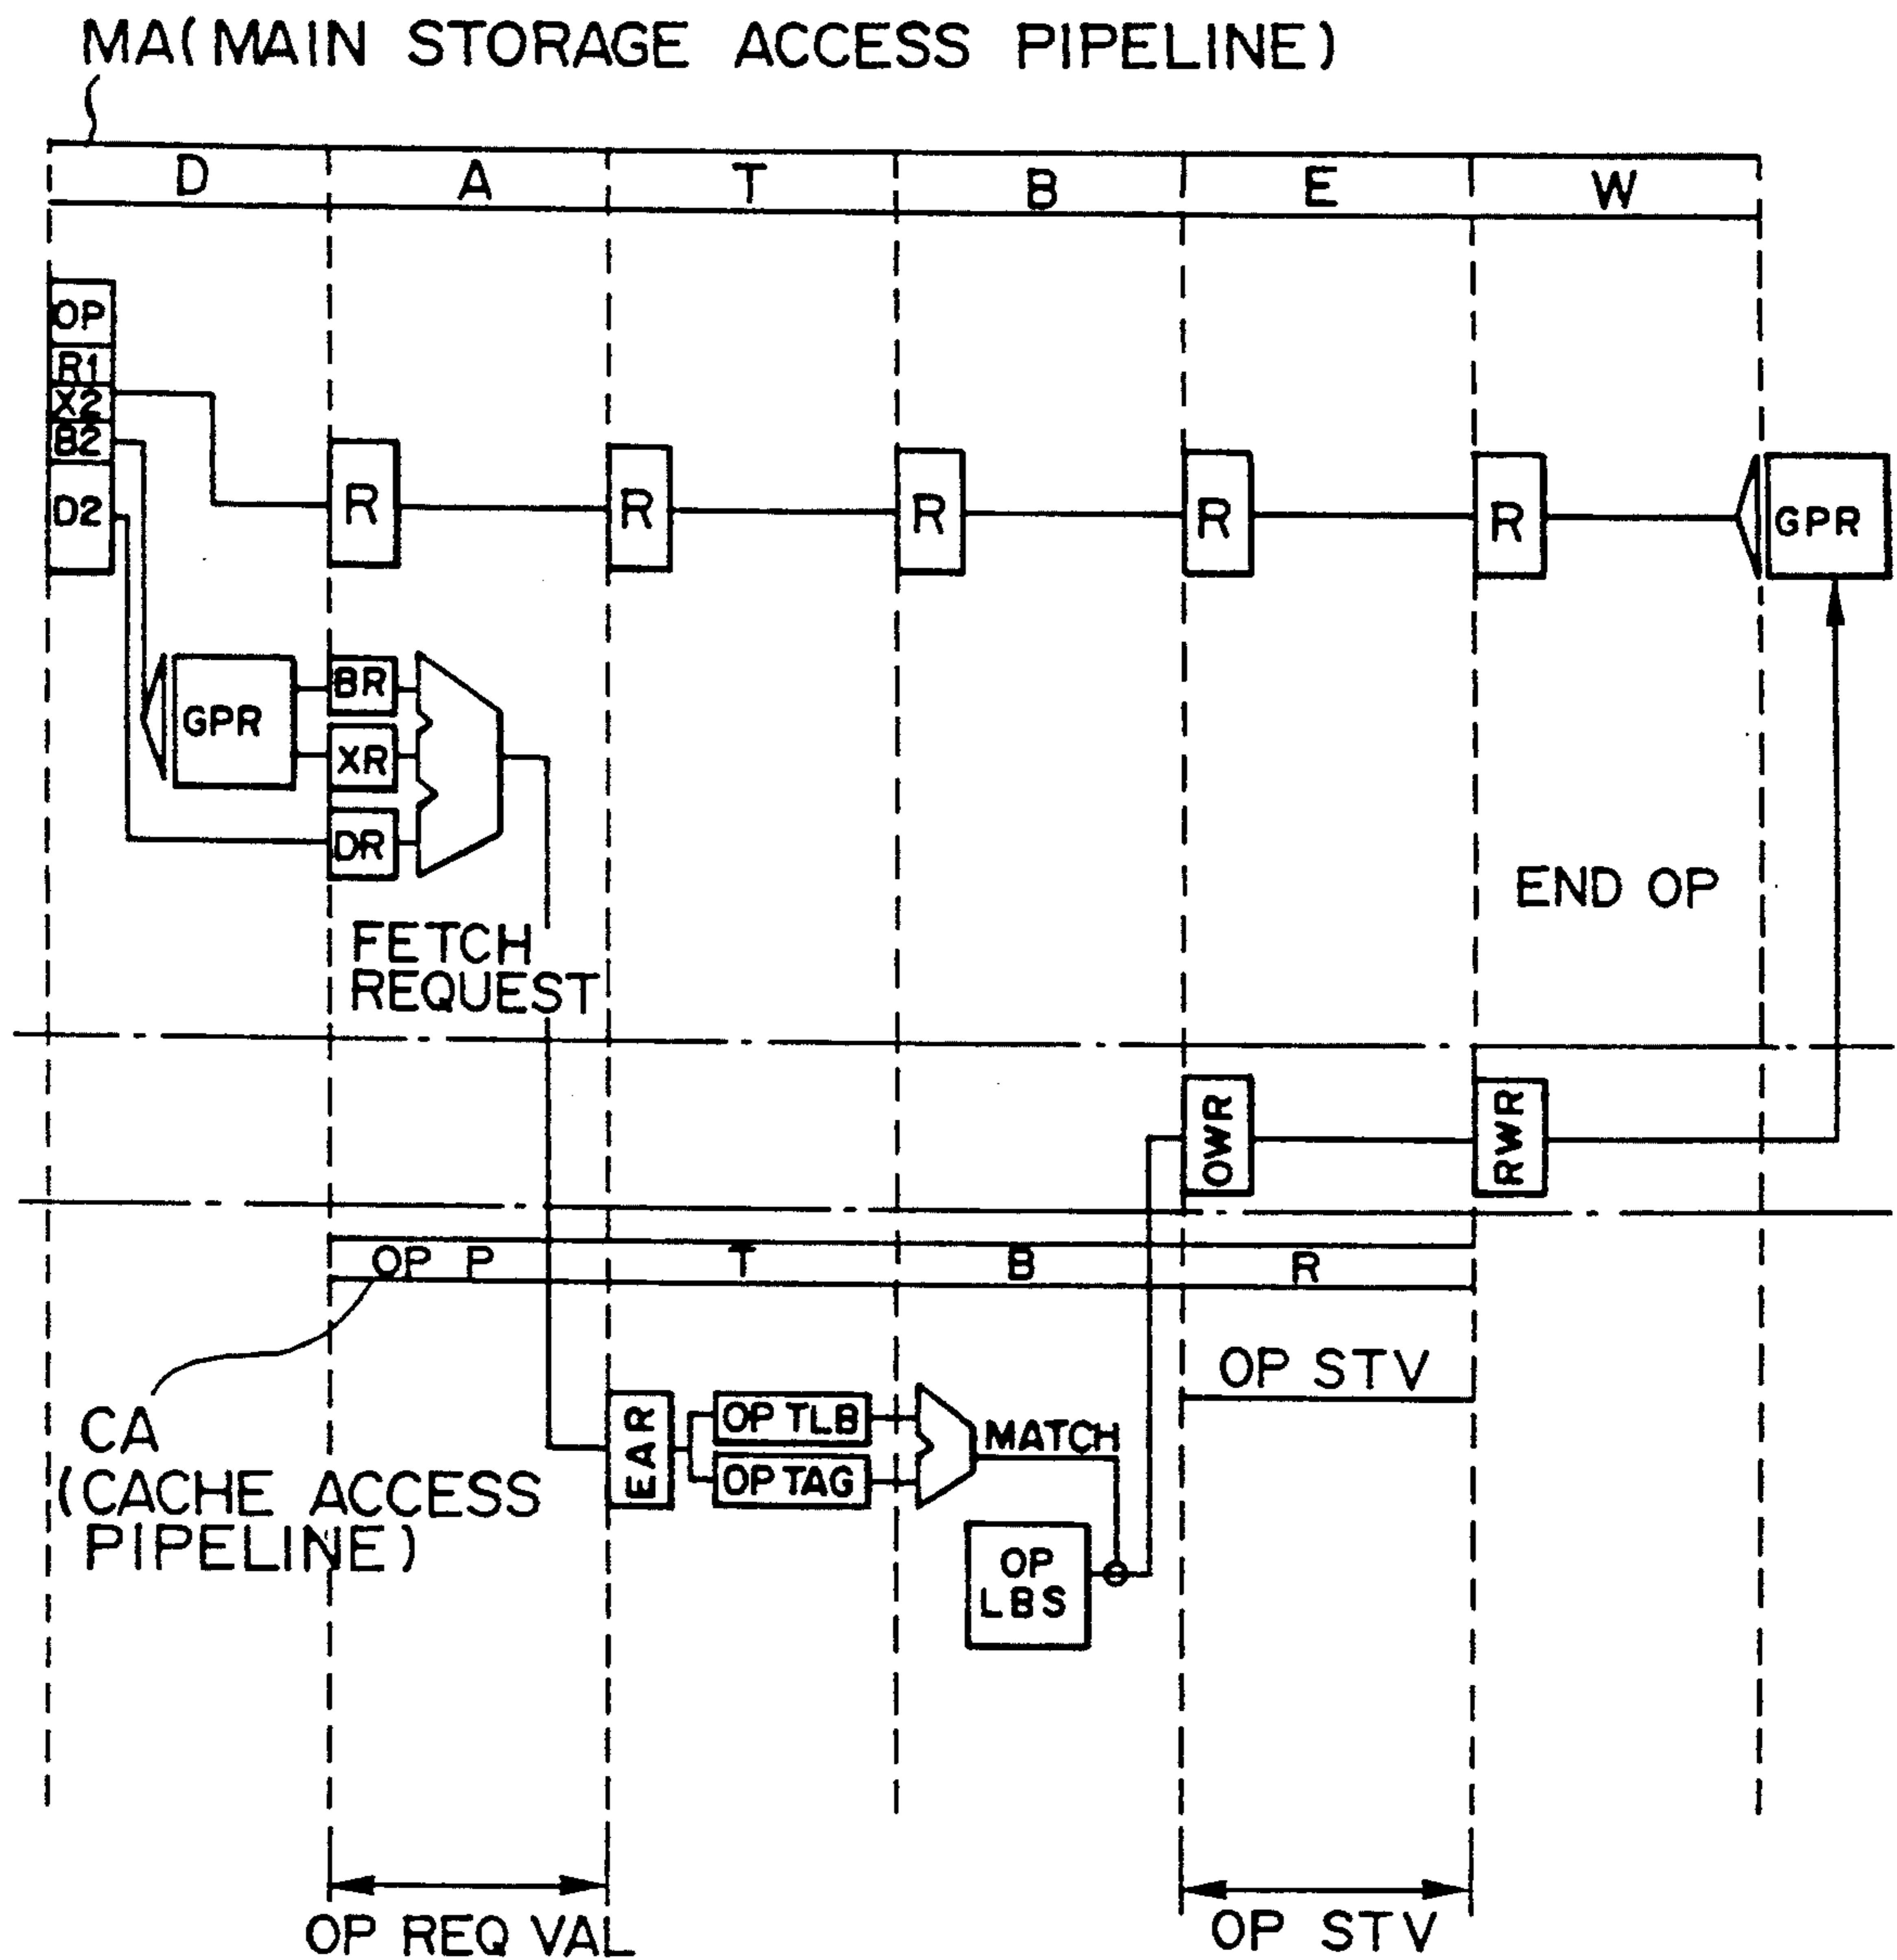 MA(MAIN STORAGE ACCESS PIPELINE)
D A T B E W
OP
R1
X2
B2
D2
R R R R R GPR
GPR
BR
XR
DR
END OP
FETCH
REQUEST
OWR
RWR
OP P T B R
OP STV
CA
(CACHE ACCESS
PIPELINE)
EAR
OP TLB
OP TAG
MATCH
OP
LBS
OP REQ VAL
OP STV